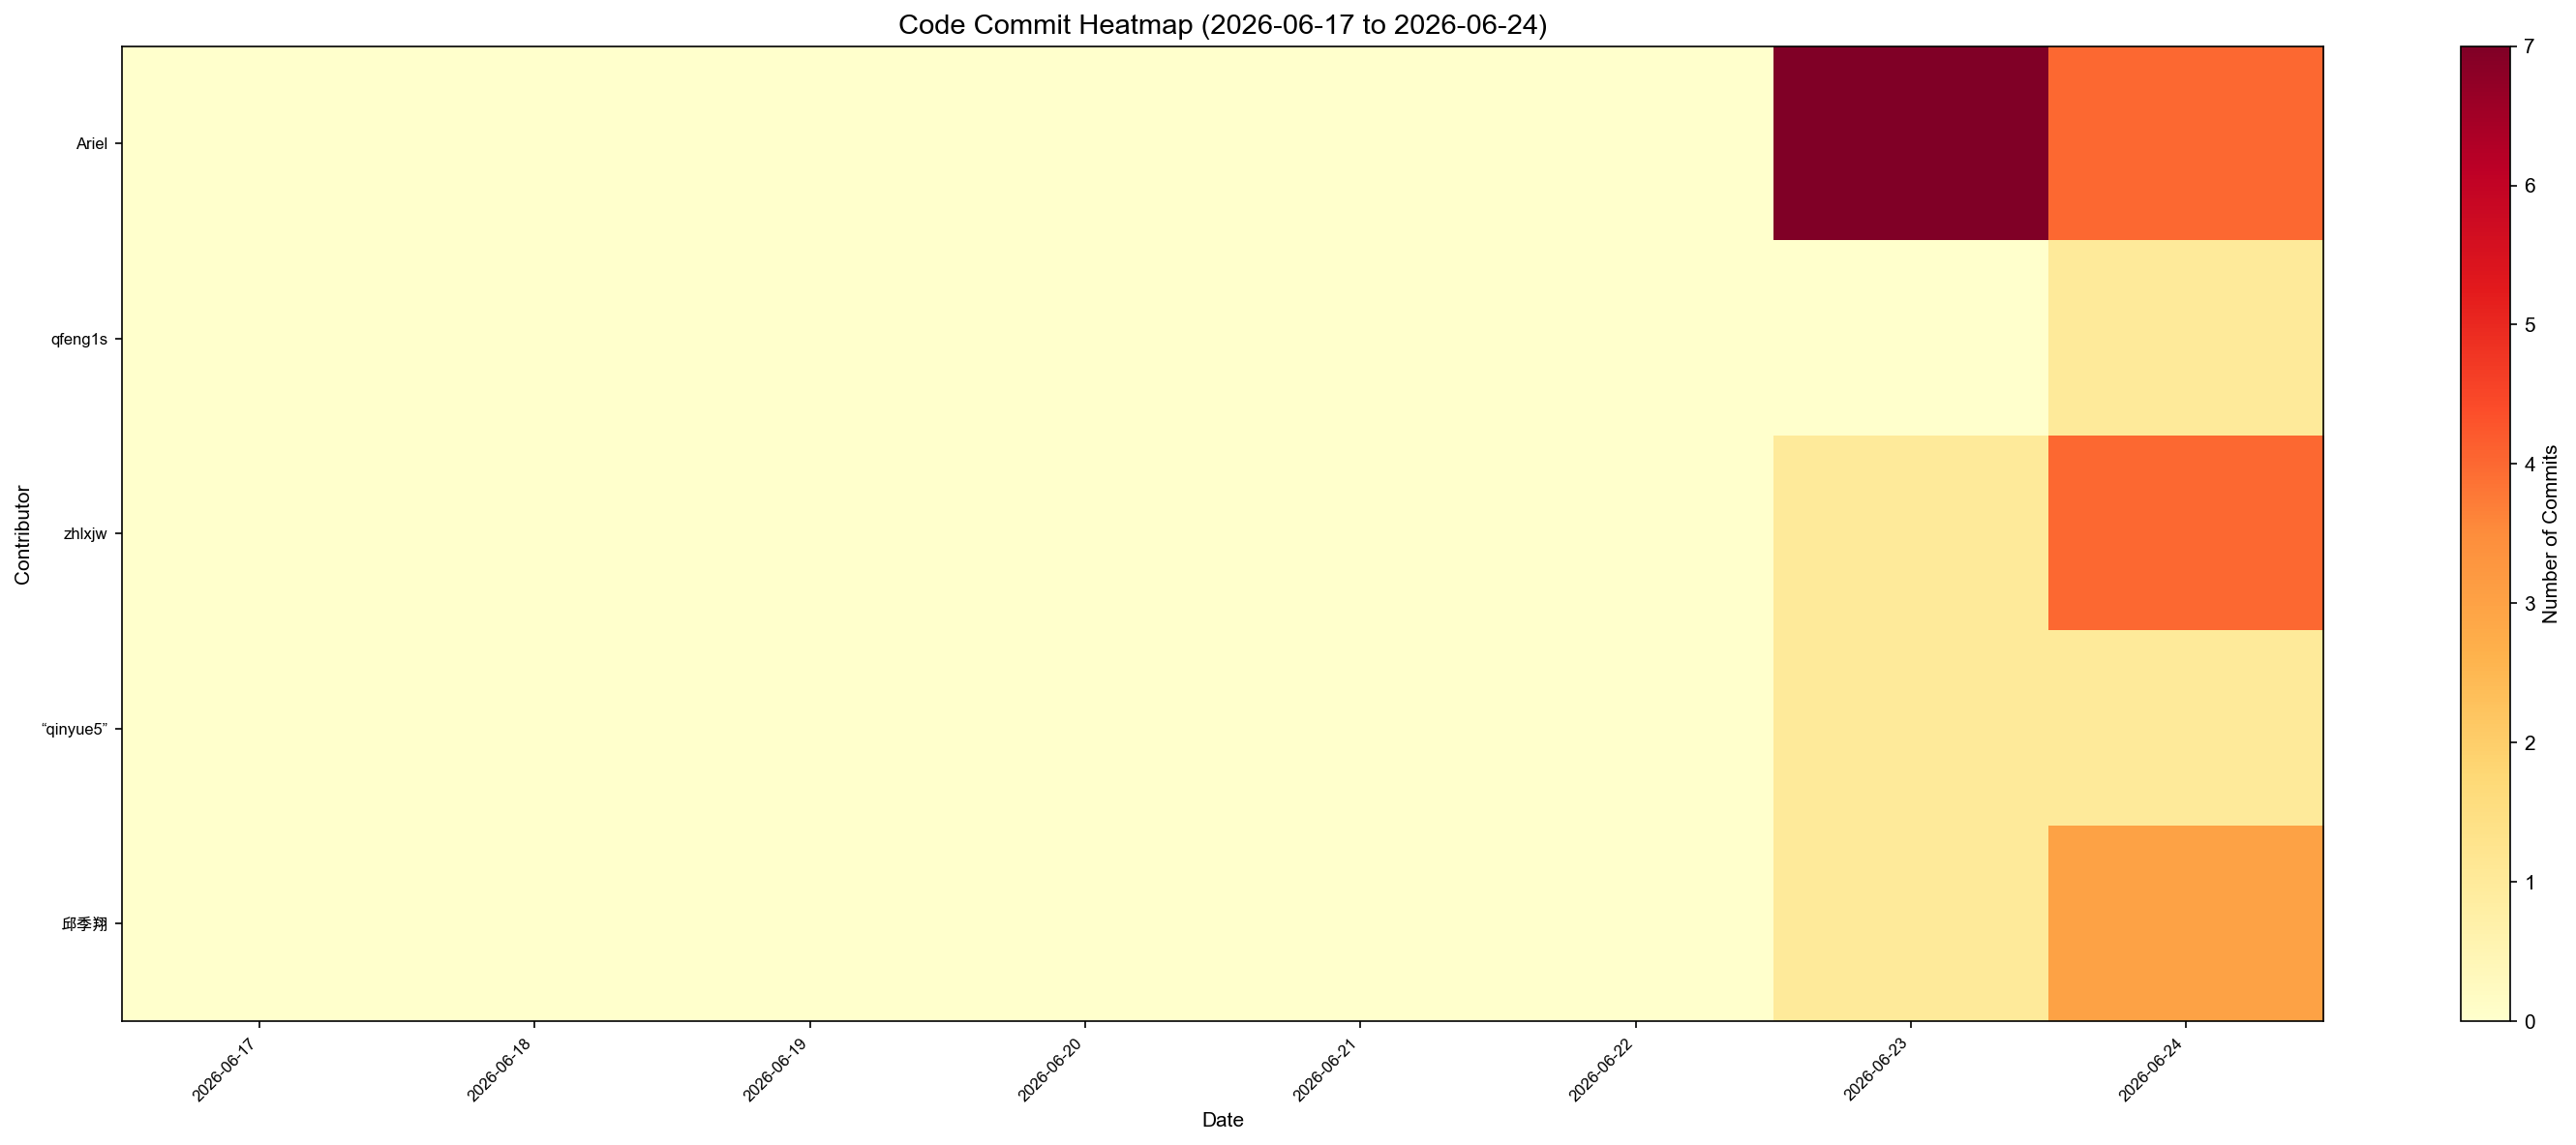 Code Commit Heatmap (2026-06-17 to 2026-06-24)
Contributor
Ariel
qfeng1s
zhlxjw
“qinyue5”
邱季翔
2026-06-17
2026-06-18
2026-06-19
2026-06-20
2026-06-21
2026-06-22
2026-06-23
2026-06-24
Date
7
6
5
4
3
2
1
0
Number of Commits